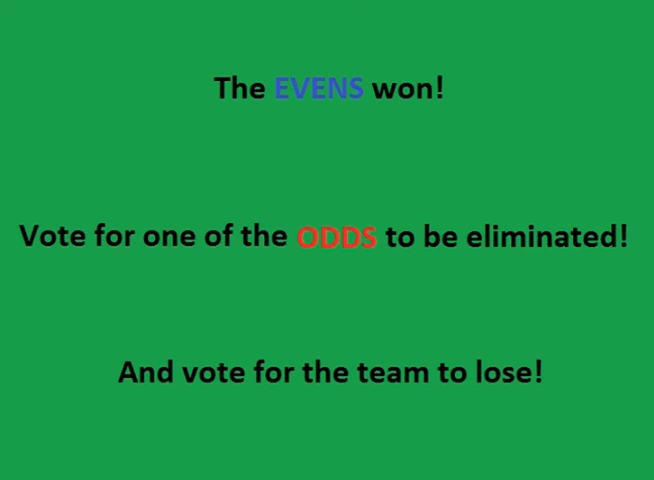 The EVENS won!
Vote for one of the ODDS to be eliminated!
And vote for the team to lose!